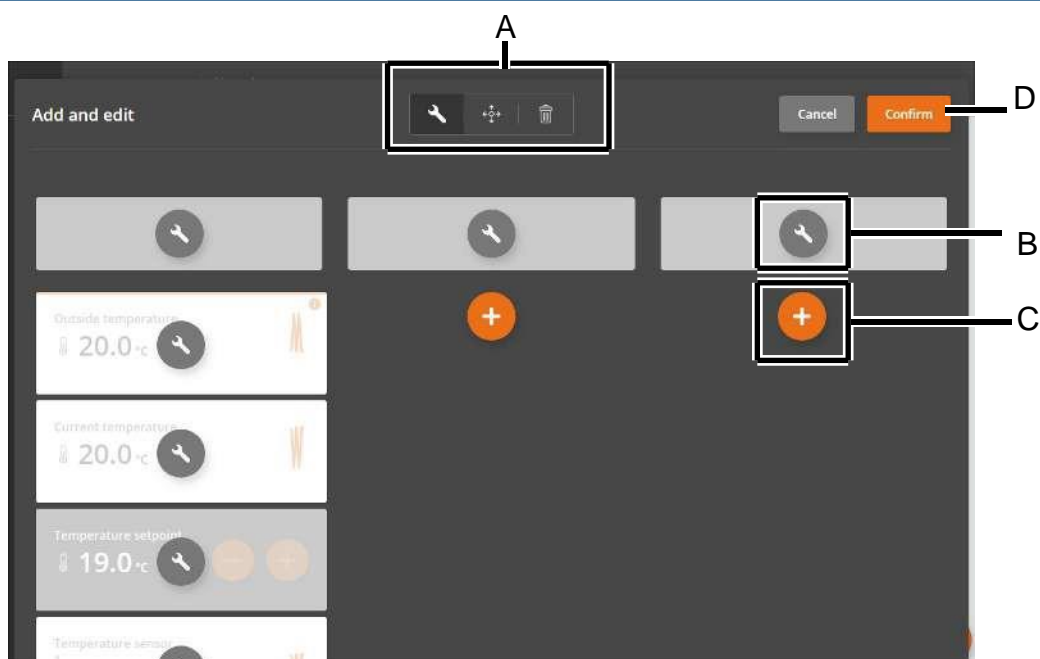 A
Add and edit
Cancel
Confirm
D
B
Outside temperature
20.0 °C
C
Current temperature
20.0 °C
Temperature setpoint
19.0 °C
Temperature sensor